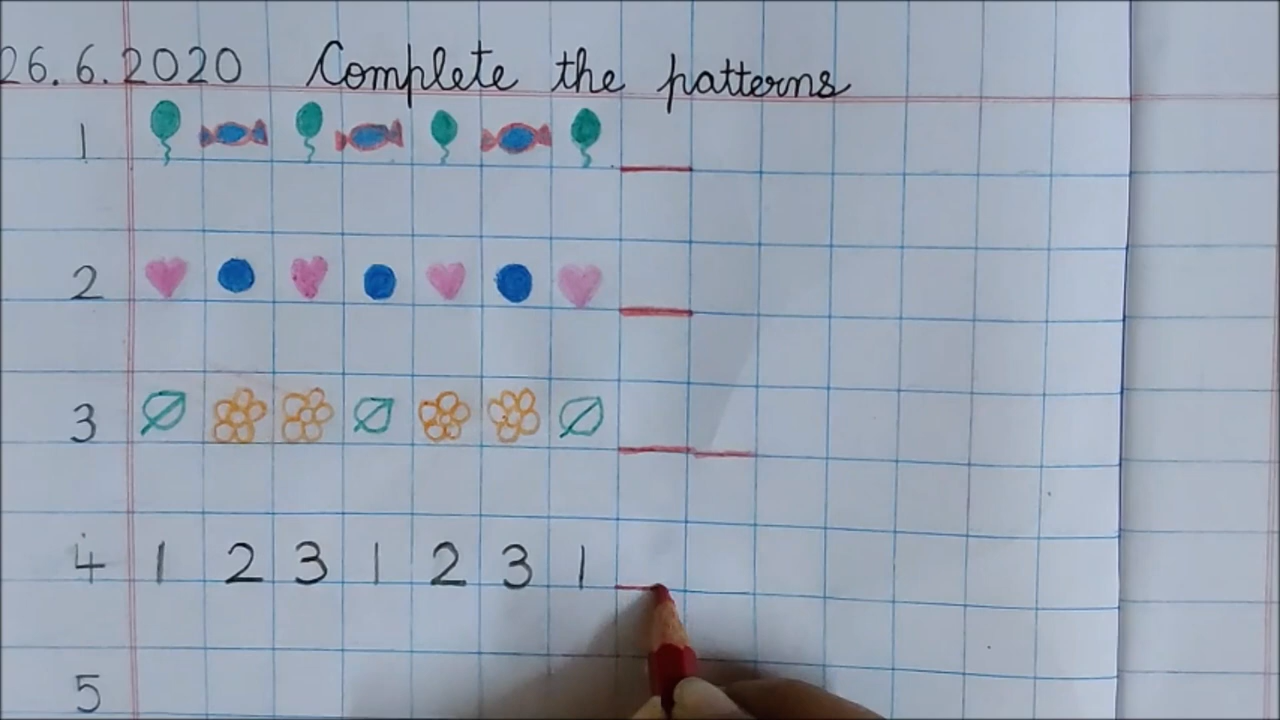 26.6.2020 Complete the patterns
1
2
3
4 1 2 3 1 2 3 1
5